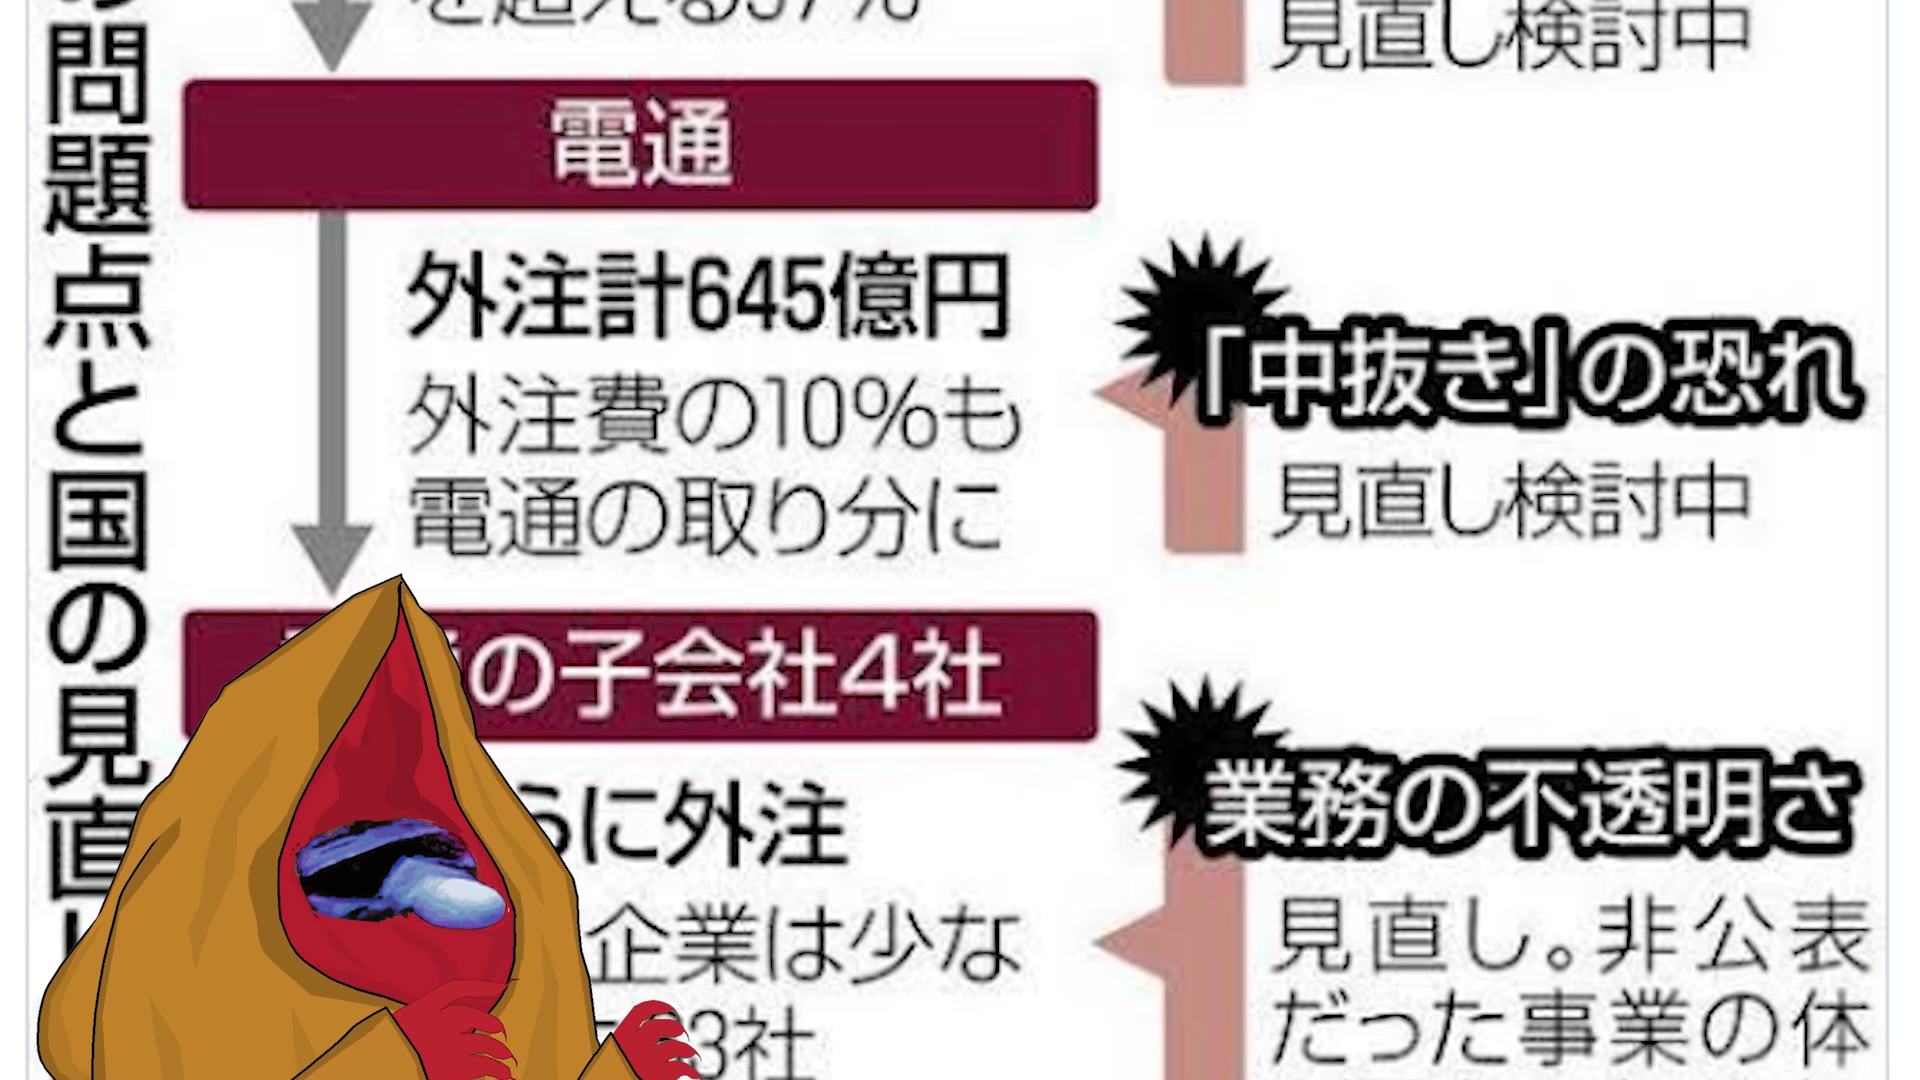 問題点と国の見直し
を超える37%
見直し検討中
電通
外注計645億円
外注費の10%も
電通の取り分に
「中抜き」の恐れ
見直し検討中
の子会社4社
らに外注
企業は少な
3社
業務の不透明さ
見直し。非公表
だった事業の体